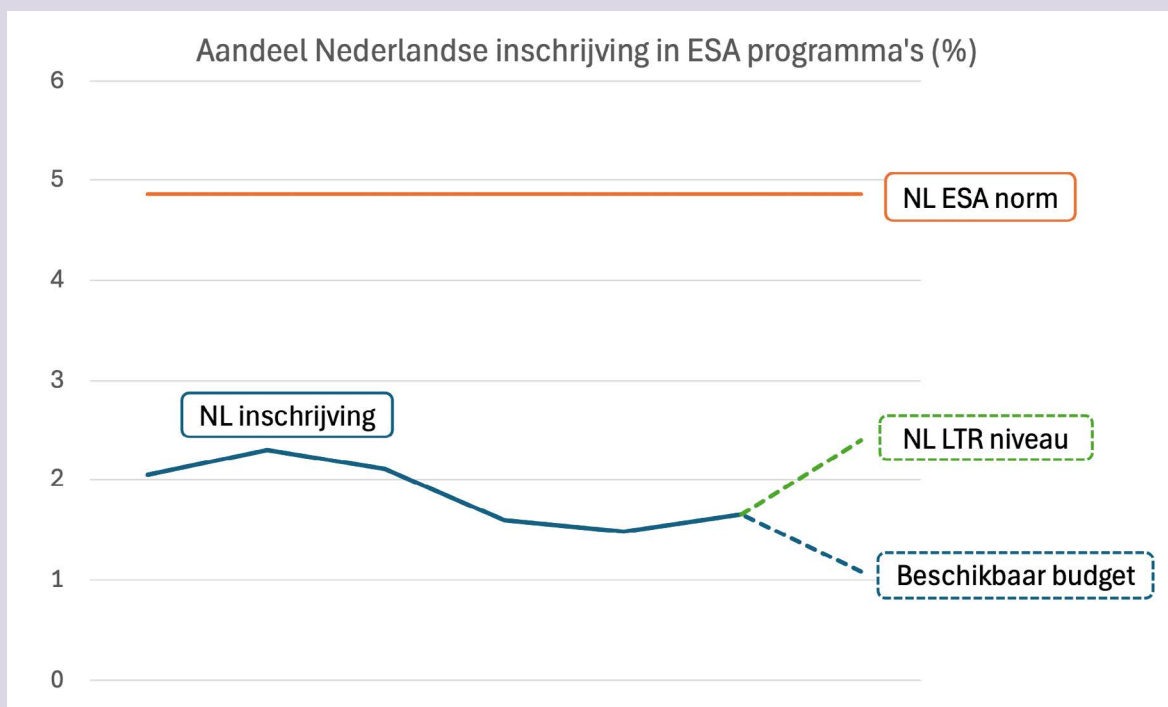 Aandeel Nederlandse inschrijving in ESA programma's (%)
6
5
NL ESA norm
4
3
NL inschrijving
NL LTR niveau
2
Beschikbaar budget
1
0